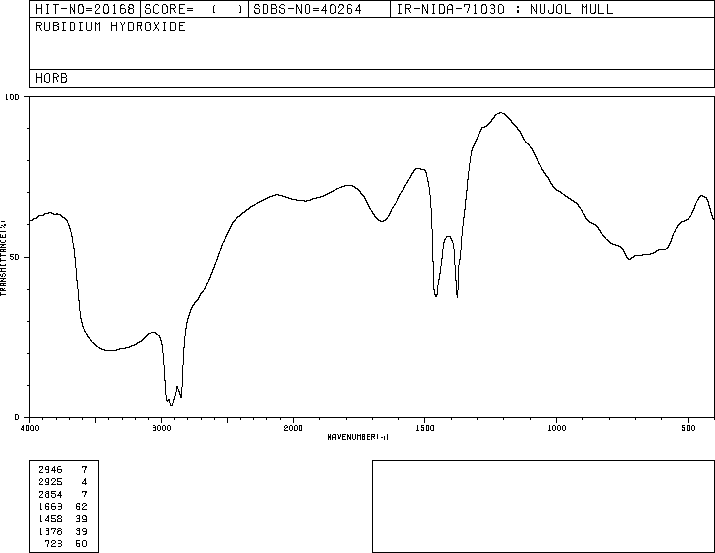 HIT-NO=20168 SCORE= ( ) SDBS-NO=40264 IR-NIDA-71030 : NUJOL MULL
RUBIDIUM HYDROXIDE
HORB
100
50
0
TRANSMITTANCE(%)
4000 3000 2000 1500 1000 500
WAVENUMBER(-1)
2946 7
2925 4
2854 7
1663 62
1458 39
1378 39
723 60